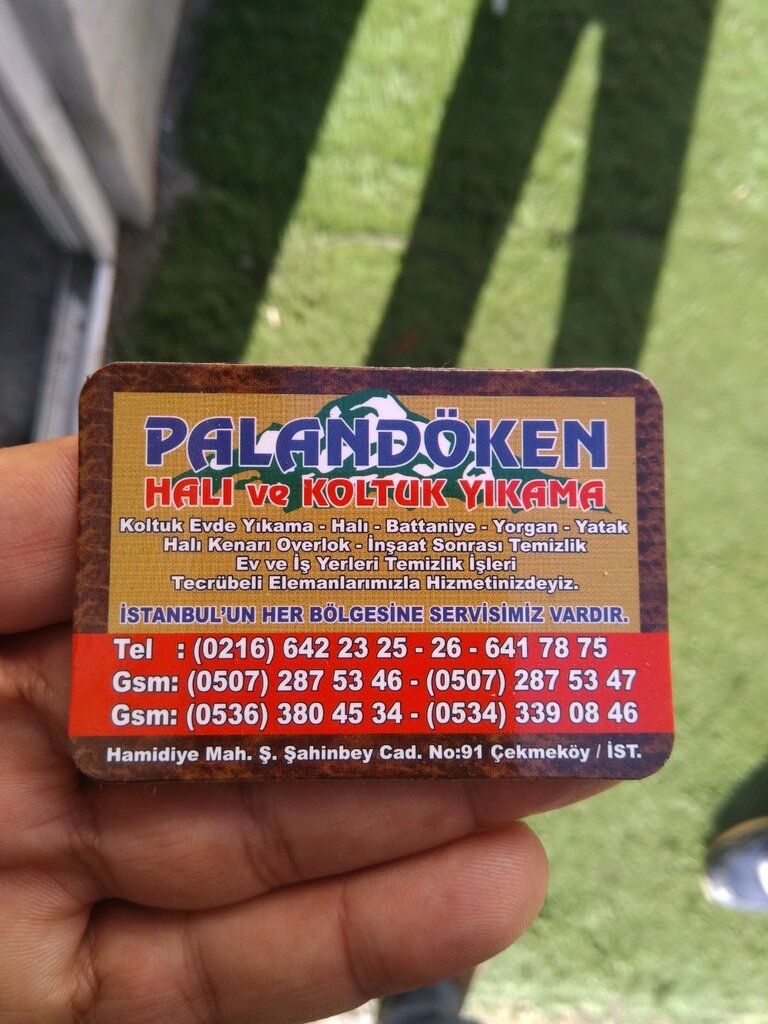 PALANDÖKEN
HALI ve KOLTUK YIKAMA
Koltuk Evde Yıkama - Halı - Battaniye - Yorgan - Yatak
Halı Kenarı Overlok - İnşaat Sonrası Temizlik
Ev ve İş Yerleri Temizlik İşleri
Tecrübeli Elemanlarımızla Hizmetinizdeyiz.
İSTANBUL'UN HER BÖLGESİNE SERVİSİMİZ VARDIR.
Tel : (0216) 642 23 25 - 26 - 641 78 75
Gsm: (0507) 287 53 46 - (0507) 287 53 47
Gsm: (0536) 380 45 34 - (0534) 339 08 46
Hamidiye Mah. Ş. Şahinbey Cad. No:91 Çekmeköy / İST.